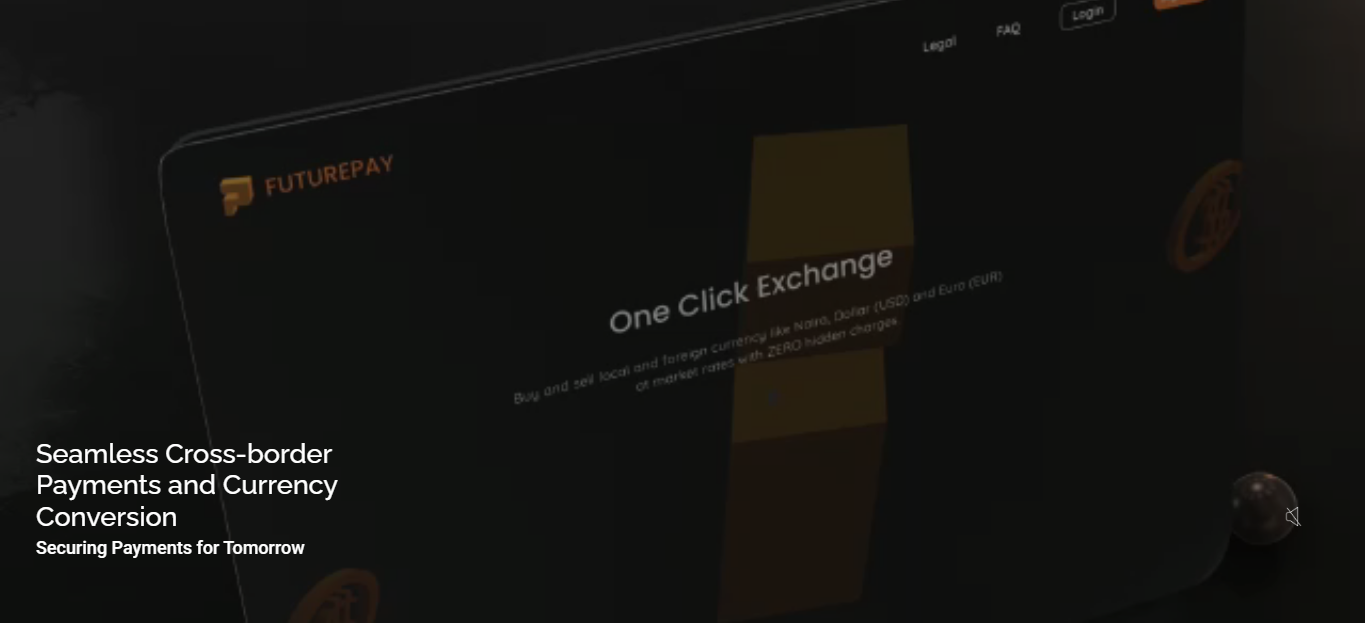 Legal
FAQ
Login
FUTUREPAY
One Click Exchange
Buy and sell local and foreign currency like Naira, Dollar (USD) and Euro (EUR)
at market rates with ZERO hidden charges.
Seamless Cross-border
Payments and Currency
Conversion
Securing Payments for Tomorrow